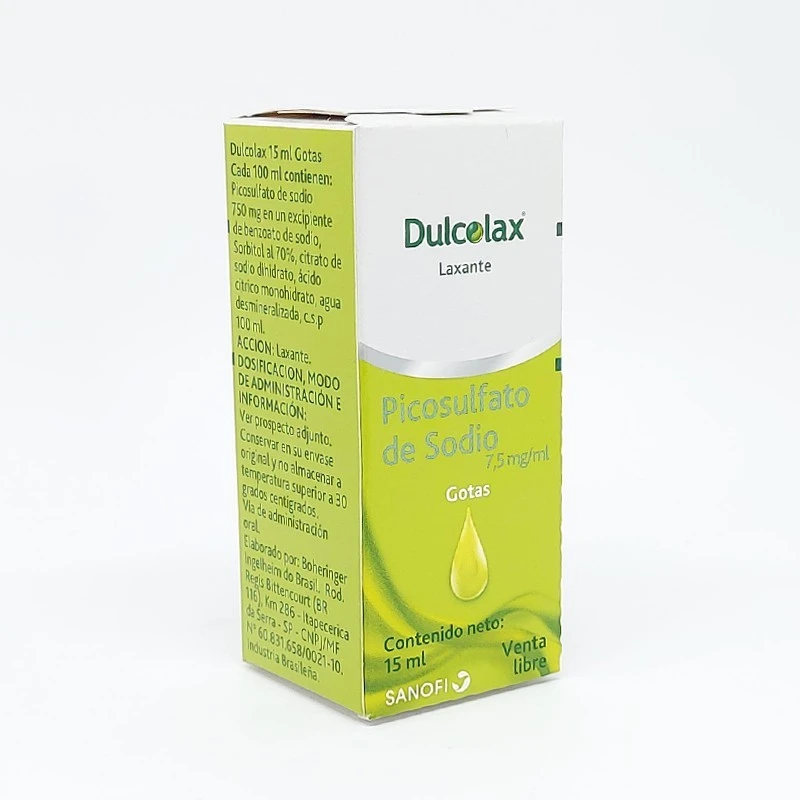 Dulcolax 15 ml Gotas
Cada 100 ml contienen:
Picosulfato de sodio
750 mg en un excipiente
de benzoato de sodio,
Sorbitol al 70%, citrato de
sodio dihidrato, ácido
cítrico monohidrato, agua
desmineralizada, c.s.p
100 ml.
ACCION: Laxante.
DOSIFICACION, MODO
DE ADMINISTRACIÓN E
INFORMACIÓN:
Ver prospecto adjunto.
Conservar en su envase
original y no almacenar a
temperatura superior a 30
grados centigrados.
Vía de administración
oral.
Elaborado por: Boheringer
Ingelheim do Brasil, Rod.
Regis Bittencourt (BR
116), Km 286 - Itapecerica
da Serra - SP - CNPJ/MF
N° 60.831.658/0021-10.
Industria Brasileña.
Dulcolax®
Laxante
Picosulfato
de Sodio
7,5 mg/ml
Gotas
Contenido neto:
15 ml
Venta
libre
SANOFI